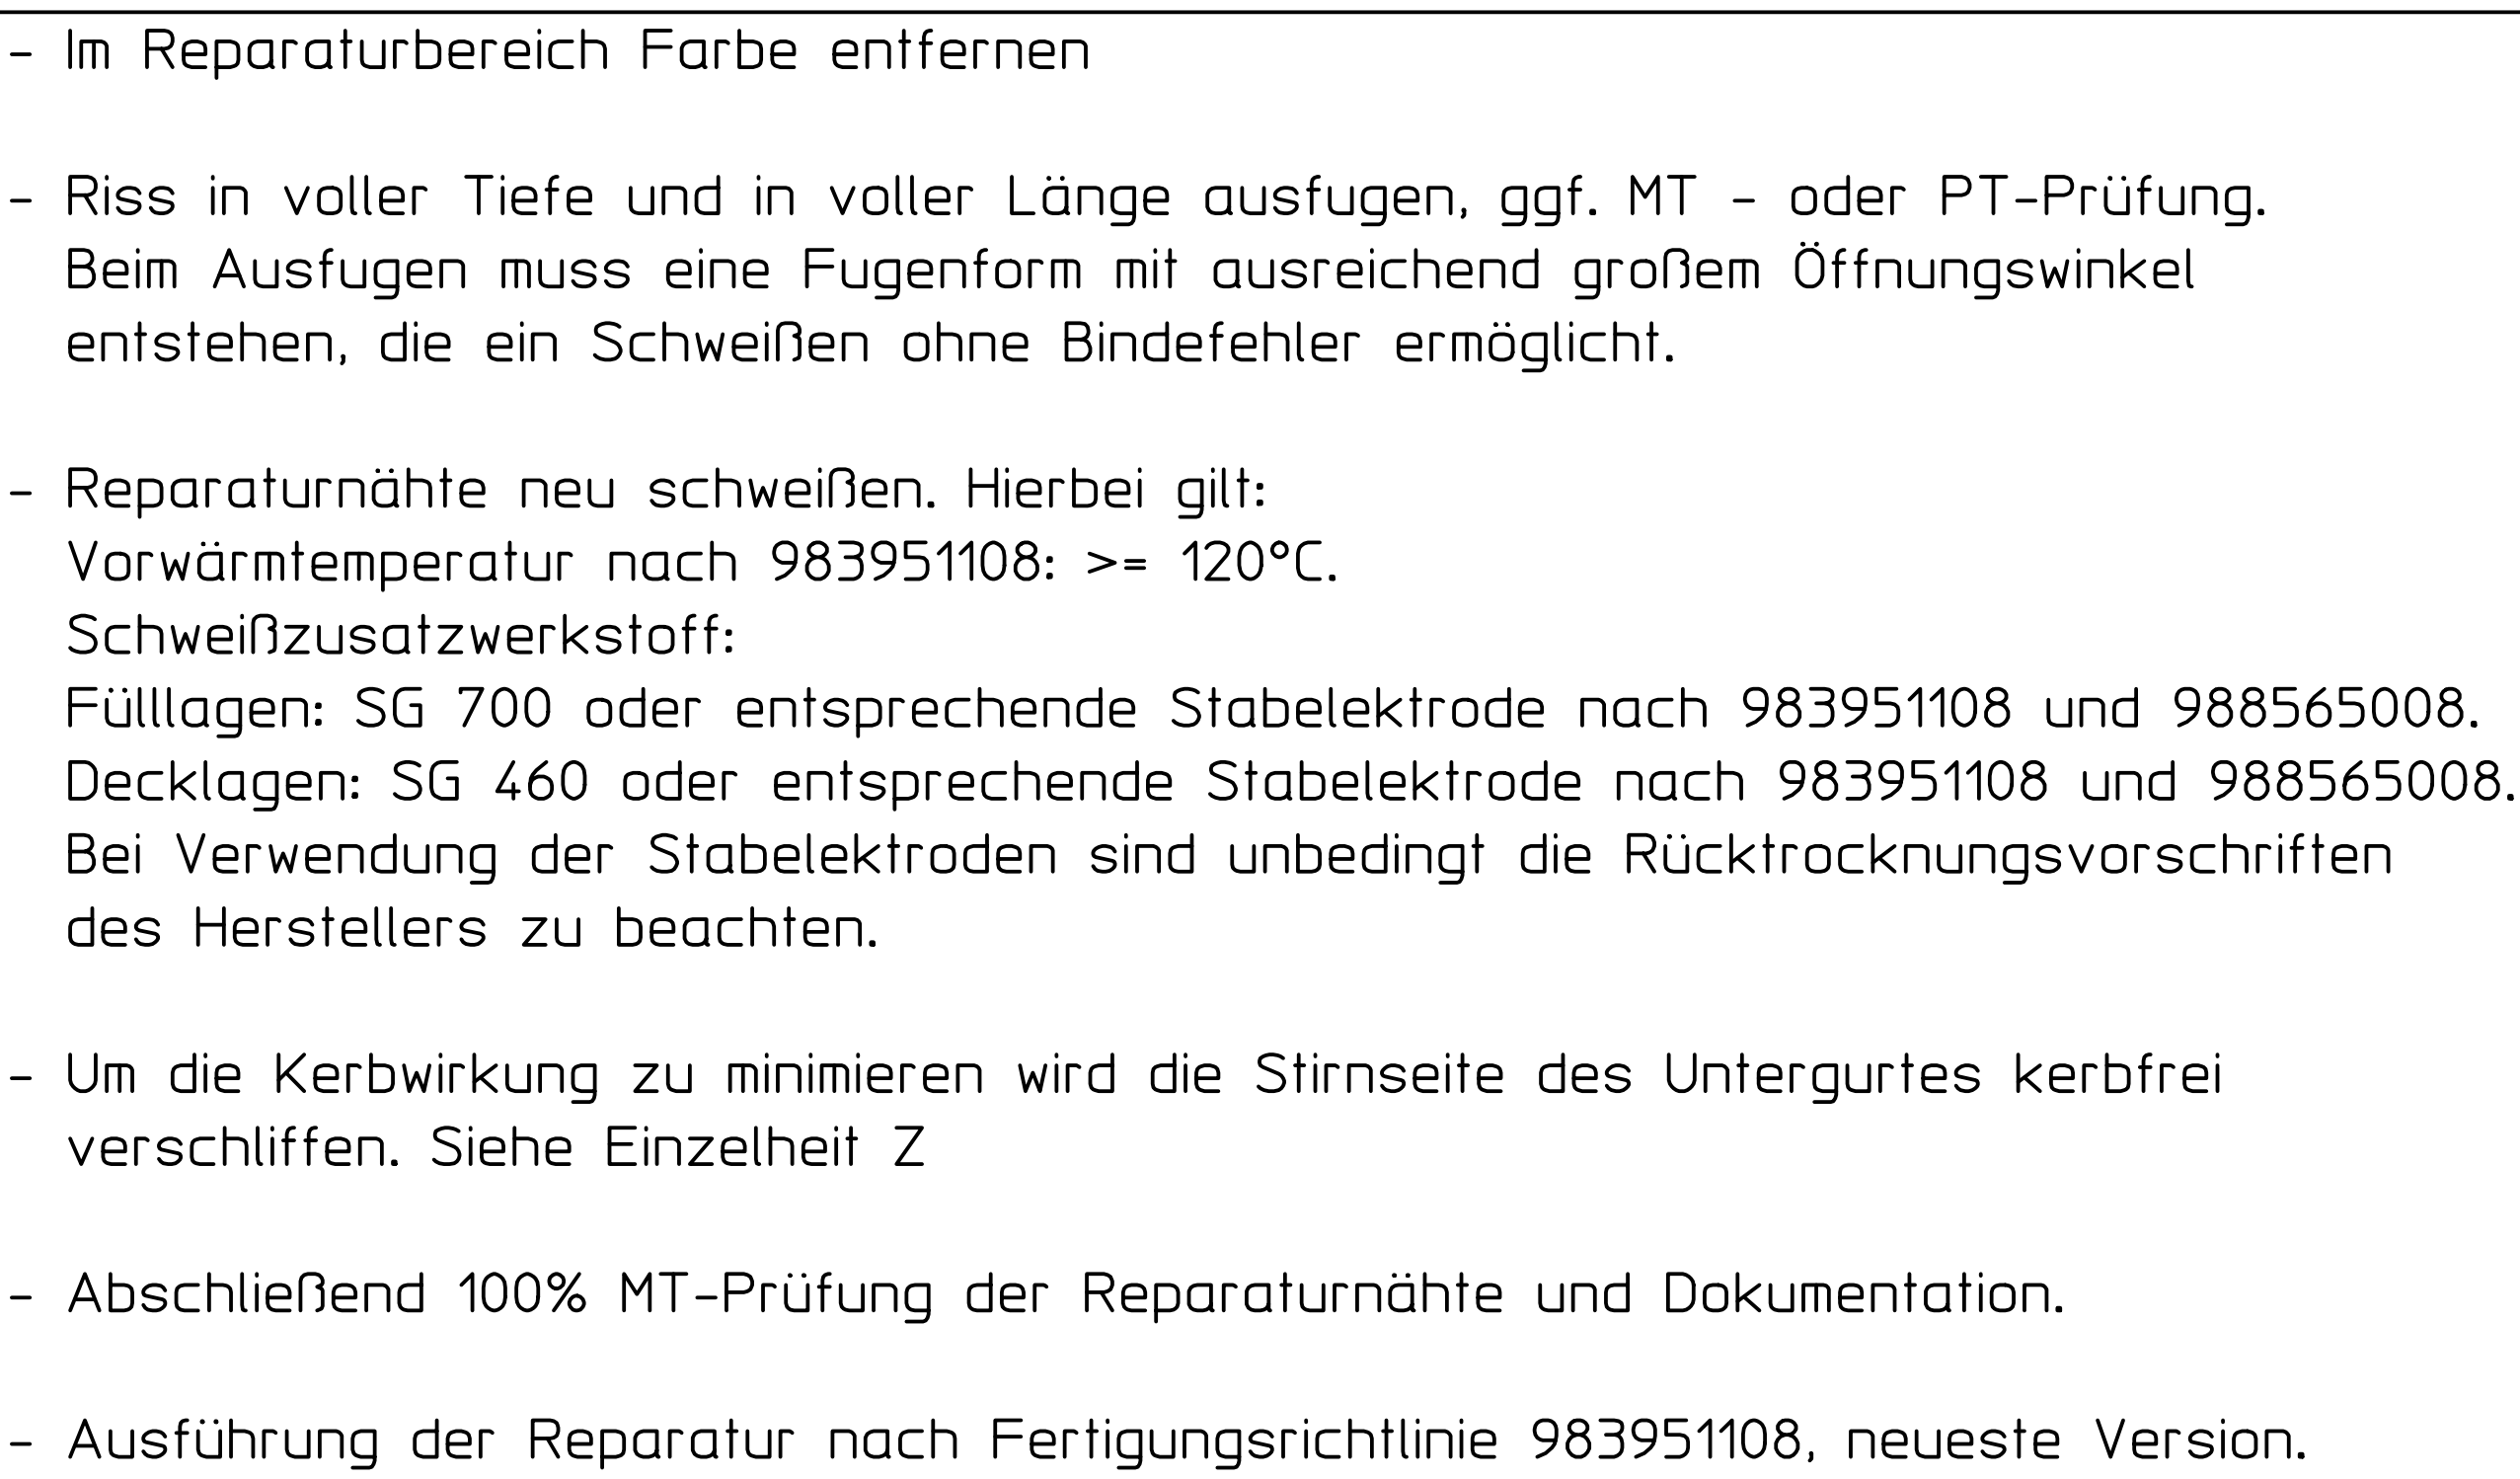 - Im Reparaturbereich Farbe entfernen
- Riss in voller Tiefe und in voller Länge ausfugen, ggf. MT - oder PT-Prüfung.
Beim Ausfugen muss eine Fugenform mit ausreichend großem Öffnungswinkel
entstehen, die ein Schweißen ohne Bindefehler ermöglicht.
- Reparaturnähte neu schweißen. Hierbei gilt:
Vorwärmtemperatur nach 983951108: >= 120°C.
Schweißzusatzwerkstoff:
Fülllagen: SG 700 oder entsprechende Stabelektrode nach 983951108 und 988565008.
Decklagen: SG 460 oder entsprechende Stabelektrode nach 983951108 und 988565008.
Bei Verwendung der Stabelektroden sind unbedingt die Rücktrocknungsvorschriften
des Herstellers zu beachten.
- Um die Kerbwirkung zu minimieren wird die Stirnseite des Untergurtes kerbfrei
verschliffen. Siehe Einzelheit Z
- Abschließend 100% MT-Prüfung der Reparaturnähte und Dokumentation.
- Ausführung der Reparatur nach Fertigungsrichtlinie 983951108, neueste Version.